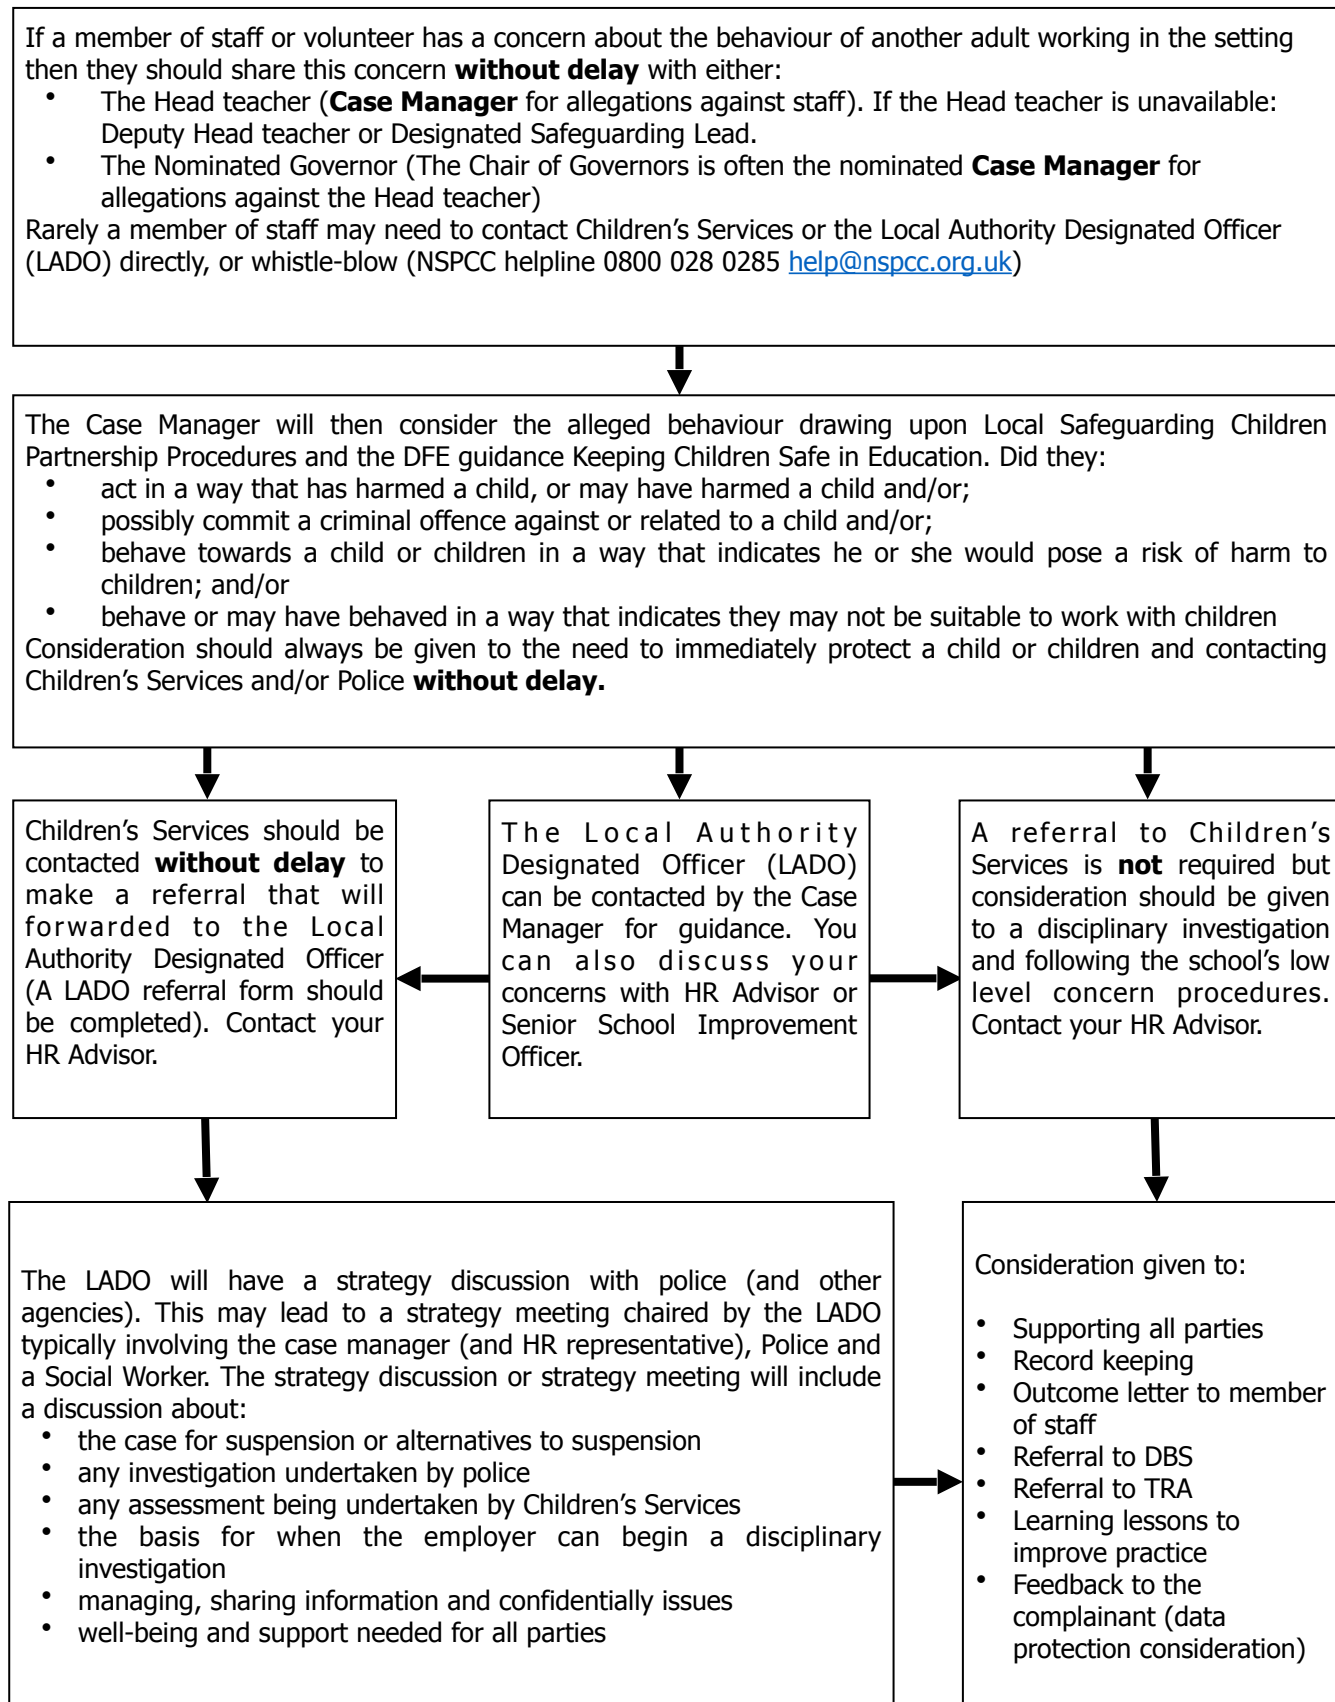 If a member of staff or volunteer has a concern about the behaviour of another adult working in the setting
then they should share this concern without delay with either:
• The Head teacher (Case Manager for allegations against staff). If the Head teacher is unavailable:
Deputy Head teacher or Designated Safeguarding Lead.
• The Nominated Governor (The Chair of Governors is often the nominated Case Manager for
allegations against the Head teacher)
Rarely a member of staff may need to contact Children’s Services or the Local Authority Designated Officer
(LADO) directly, or whistle-blow (NSPCC helpline 0800 028 0285 help@nspcc.org.uk)
The Case Manager will then consider the alleged behaviour drawing upon Local Safeguarding Children
Partnership Procedures and the DFE guidance Keeping Children Safe in Education. Did they:
• act in a way that has harmed a child, or may have harmed a child and/or;
• possibly commit a criminal offence against or related to a child and/or;
• behave towards a child or children in a way that indicates he or she would pose a risk of harm to
children; and/or
• behave or may have behaved in a way that indicates they may not be suitable to work with children
Consideration should always be given to the need to immediately protect a child or children and contacting
Children’s Services and/or Police without delay.
Children’s Services should be
contacted without delay to
make a referral that will
forwarded to the Local
Authority Designated Officer
(A LADO referral form should
be completed). Contact your
HR Advisor.
The Local Authority
Designated Officer (LADO)
can be contacted by the Case
Manager for guidance. You
can also discuss your
concerns with HR Advisor or
Senior School Improvement
Officer.
A referral to Children’s
Services is not required but
consideration should be given
to a disciplinary investigation
and following the school’s low
level concern procedures.
Contact your HR Advisor.
The LADO will have a strategy discussion with police (and other
agencies). This may lead to a strategy meeting chaired by the LADO
typically involving the case manager (and HR representative), Police and
a Social Worker. The strategy discussion or strategy meeting will include
a discussion about:
• the case for suspension or alternatives to suspension
• any investigation undertaken by police
• any assessment being undertaken by Children’s Services
• the basis for when the employer can begin a disciplinary
investigation
• managing, sharing information and confidentially issues
• well-being and support needed for all parties
Consideration given to:
• Supporting all parties
• Record keeping
• Outcome letter to member
of staff
• Referral to DBS
• Referral to TRA
• Learning lessons to
improve practice
• Feedback to the
complainant (data
protection consideration)